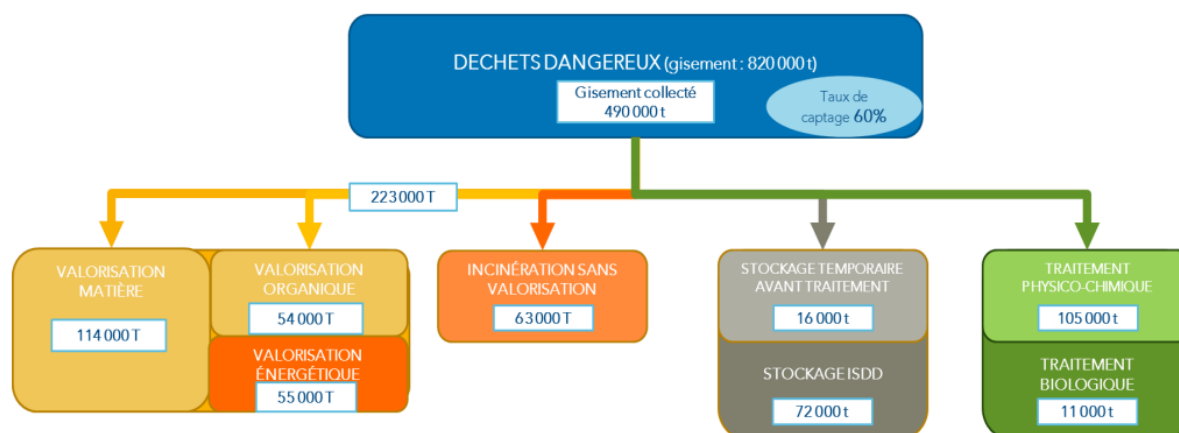 DECHETS DANGEREUX (gisement : 820 000 t)
Gisement collecté
490 000 t
Taux de
captage 60%
223 000 T
VALORISATION
MATIÈRE
114 000 T
VALORISATION
ORGANIQUE
54 000 T
VALORISATION
ÉNERGÉTIQUE
55 000 T
INCINÉRATION SANS
VALORISATION
63 000 T
STOCKAGE TEMPORAIRE
AVANT TRAITEMENT
16 000 t
STOCKAGE ISDD
72 000 t
TRAITEMENT
PHYSICO-CHIMIQUE
105 000 t
TRAITEMENT
BIOLOGIQUE
11 000 t